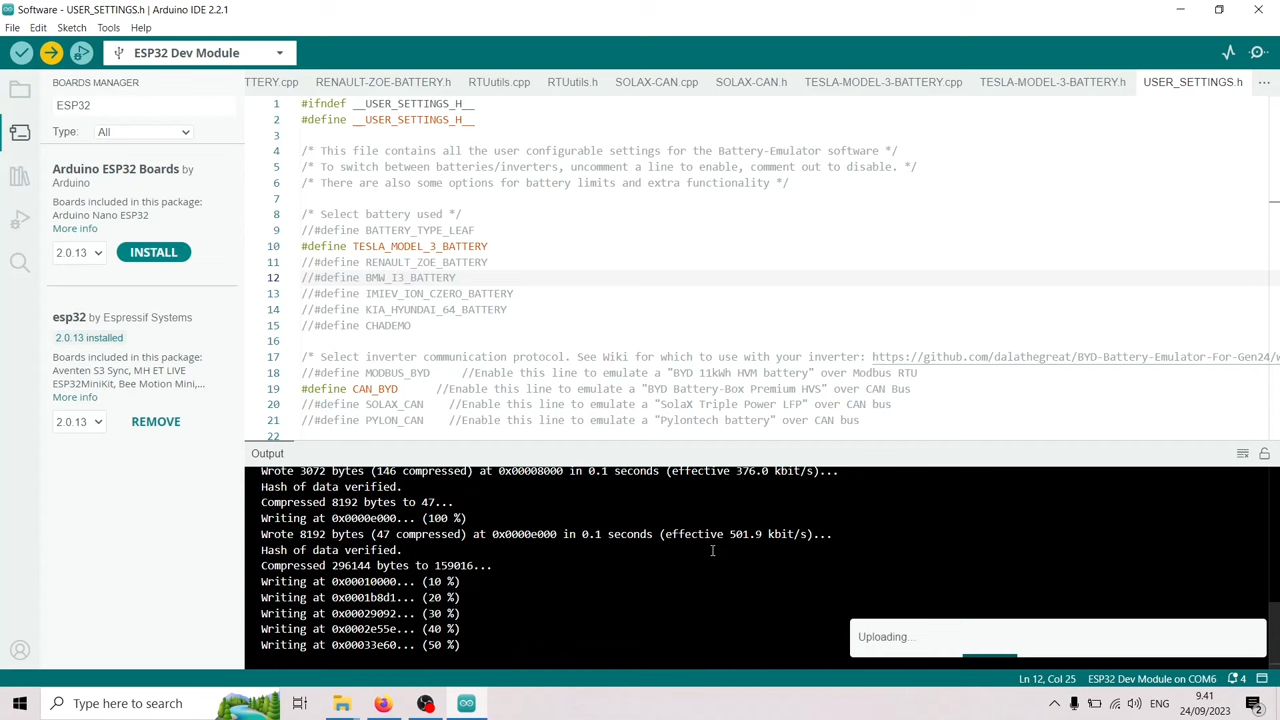 Software - USER_SETTINGS.h | Arduino IDE 2.2.1
File Edit Sketch Tools Help
ESP32 Dev Module
BOARDS MANAGER
ESP32
Type: All
Arduino ESP32 Boards by
Arduino
Boards included in this package:
Arduino Nano ESP32
More info
2.0.13 INSTALL
esp32 by Espressif Systems
2.0.13 installed
Boards included in this package:
Aventen S3 Sync, MH ET LIVE
ESP32MiniKit, Bee Motion Mini,...
More info
2.0.13 REMOVE
TTERY.cpp RENAULT-ZOE-BATTERY.h RTUutils.cpp RTUutils.h SOLAX-CAN.cpp SOLAX-CAN.h TESLA-MODEL-3-BATTERY.cpp TESLA-MODEL-3-BATTERY.h USER_SETTINGS.h ...
1 #ifndef __USER_SETTINGS_H__
2 #define __USER_SETTINGS_H__
3
4 /* This file contains all the user configurable settings for the Battery-Emulator software */
5 /* To switch between batteries/inverters, uncomment a line to enable, comment out to disable. */
6 /* There are also some options for battery limits and extra functionality */
7
8 /* Select battery used */
9 //#define BATTERY_TYPE_LEAF
10 #define TESLA_MODEL_3_BATTERY
11 //#define RENAULT_ZOE_BATTERY
12 //#define BMW_I3_BATTERY
13 //#define IMIEV_ION_CZERO_BATTERY
14 //#define KIA_HYUNDAI_64_BATTERY
15 //#define CHADEMO
16
17 /* Select inverter communication protocol. See Wiki for which to use with your inverter: https://github.com/dalathegreat/BYD-Battery-Emulator-For-Gen24/w
18 //#define MODBUS_BYD //Enable this line to emulate a "BYD 11kWh HVM battery" over Modbus RTU
19 #define CAN_BYD //Enable this line to emulate a "BYD Battery-Box Premium HVS" over CAN Bus
20 //#define SOLAX_CAN //Enable this line to emulate a "SolaX Triple Power LFP" over CAN bus
21 //#define PYLON_CAN //Enable this line to emulate a "Pylontech battery" over CAN bus
22
Output
Wrote 3072 bytes (146 compressed) at 0x00008000 in 0.1 seconds (effective 376.0 kbit/s)...
Hash of data verified.
Compressed 8192 bytes to 47...
Writing at 0x0000e000... (100 %)
Wrote 8192 bytes (47 compressed) at 0x0000e000 in 0.1 seconds (effective 501.9 kbit/s)...
Hash of data verified.
Compressed 296144 bytes to 159016...
Writing at 0x00010000... (10 %)
Writing at 0x0001b8d1... (20 %)
Writing at 0x00029092... (30 %)
Writing at 0x0002e55e... (40 %)
Writing at 0x00033e60... (50 %)
Uploading...
Ln 12, Col 25 ESP32 Dev Module on COM6 4
Type here to search
ENG
9.41
24/09/2023
2